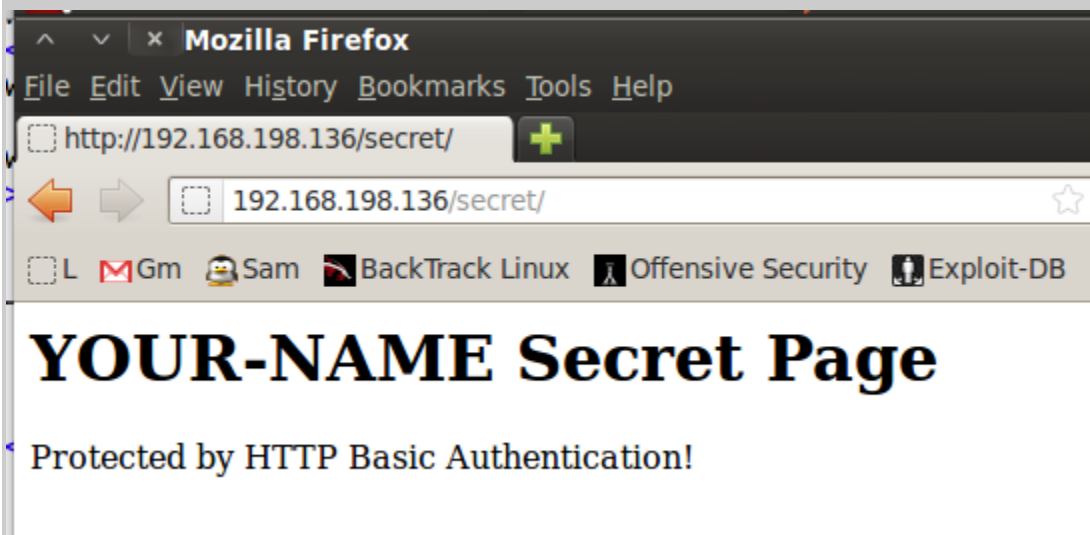 Mozilla Firefox
File Edit View History Bookmarks Tools Help
http://192.168.198.136/secret/
192.168.198.136/secret/
L Gm Sam BackTrack Linux Offensive Security Exploit-DB
YOUR-NAME Secret Page
Protected by HTTP Basic Authentication!